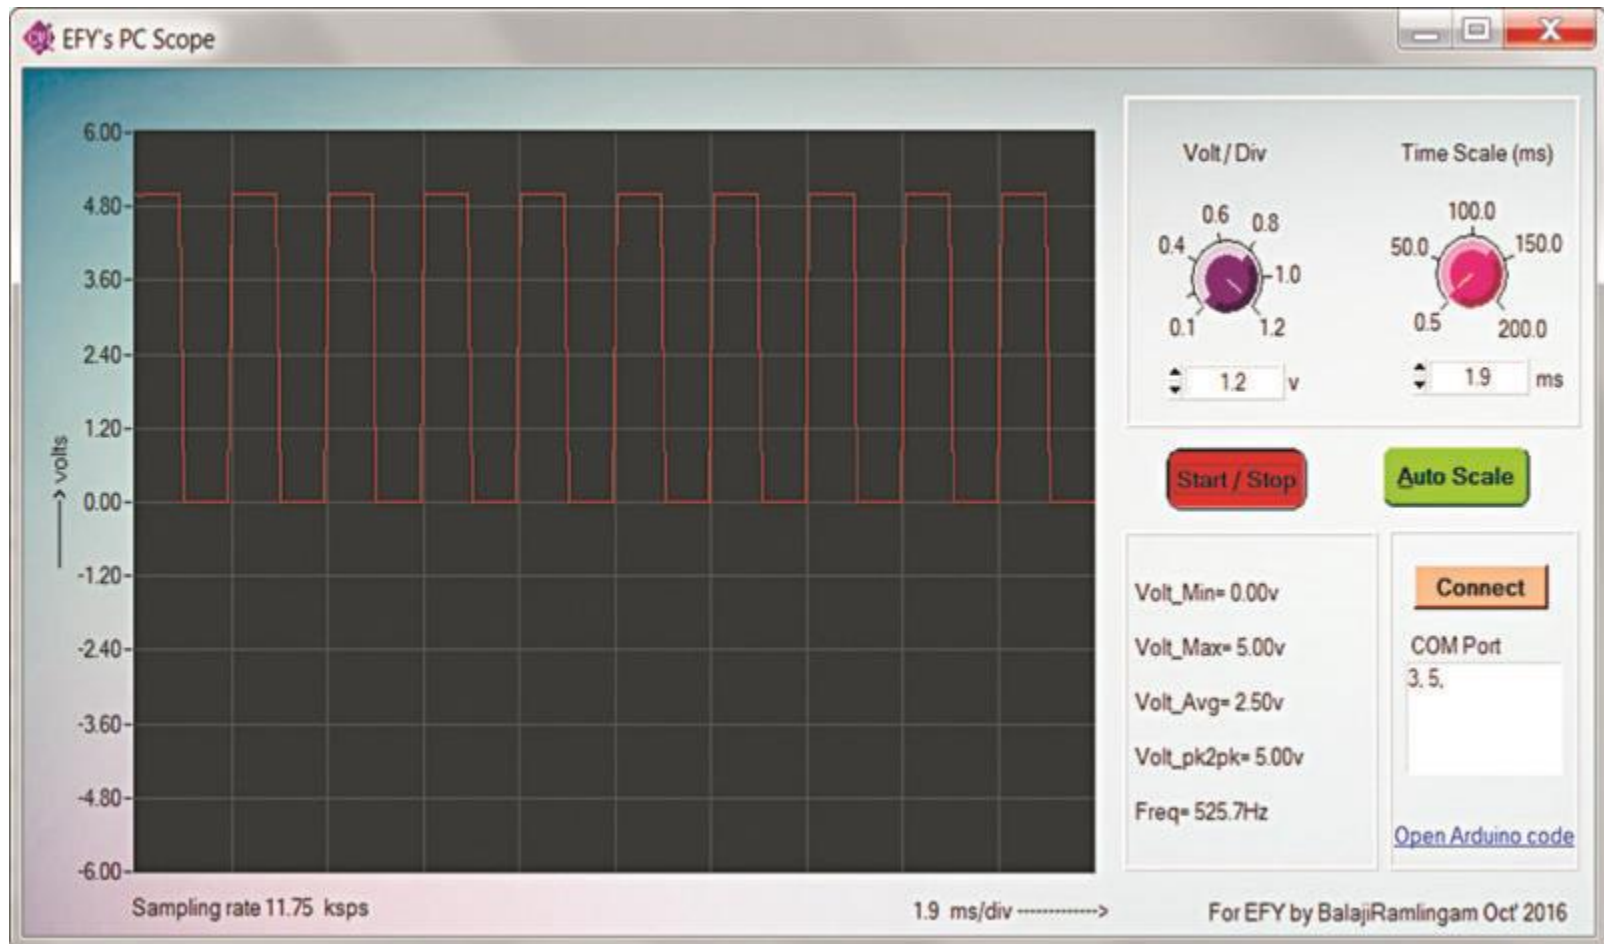 EFY's PC Scope
6.00
4.80
3.60
2.40
1.20
0.00
-1.20
-2.40
-3.60
-4.80
-6.00
-----> volts
Sampling rate 11.75 ksps
1.9 ms/div ------------->
Volt / Div
0.1
0.4
0.6
0.8
1.0
1.2
1.2 v
Time Scale (ms)
0.5
50.0
100.0
150.0
200.0
1.9 ms
Start / Stop
Auto Scale
Volt_Min= 0.00v
Volt_Max= 5.00v
Volt_Avg= 2.50v
Volt_pk2pk= 5.00v
Freq= 525.7Hz
Connect
COM Port
3, 5,
Open Arduino code
For EFY by BalajiRamlingam Oct' 2016